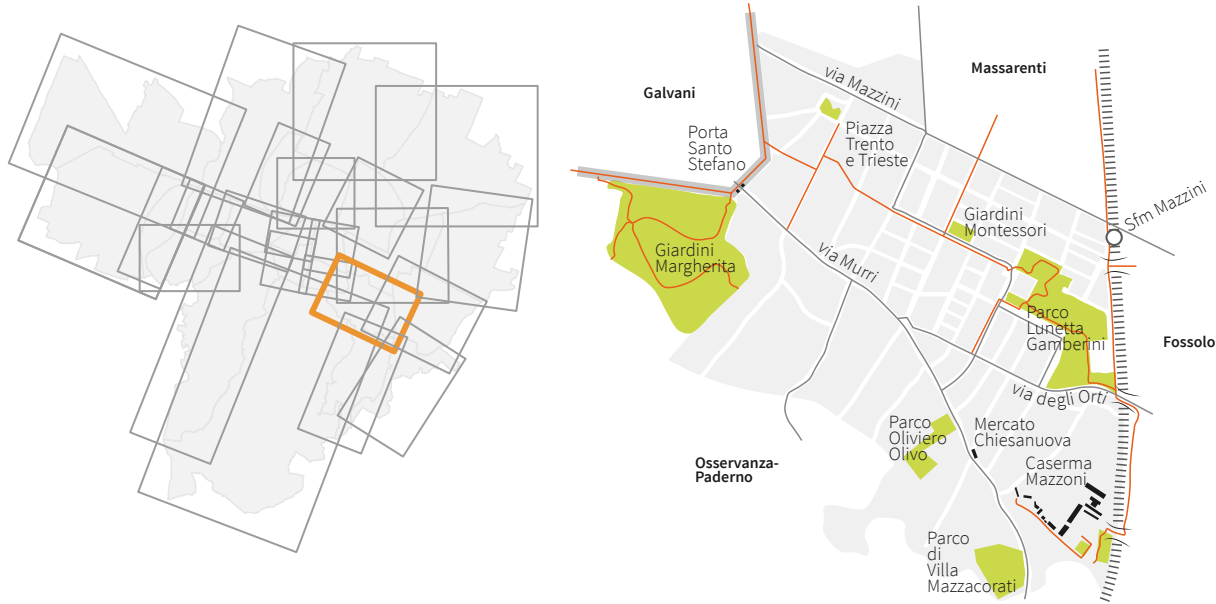 Massarenti
via Mazzini
Galvani
Porta
Santo
Stefano
Piazza
Trento
e Trieste
Sfm Mazzini
Giardini
Montessori
Giardini
Margherita
via Murri
Parco
Lunetta
Gamberini
Fossolo
via degli Orti
Parco
Oliviero
Olivo
Mercato
Chiesanuova
Osservanza-
Paderno
Caserma
Mazzoni
Parco
di
Villa
Mazzacorati